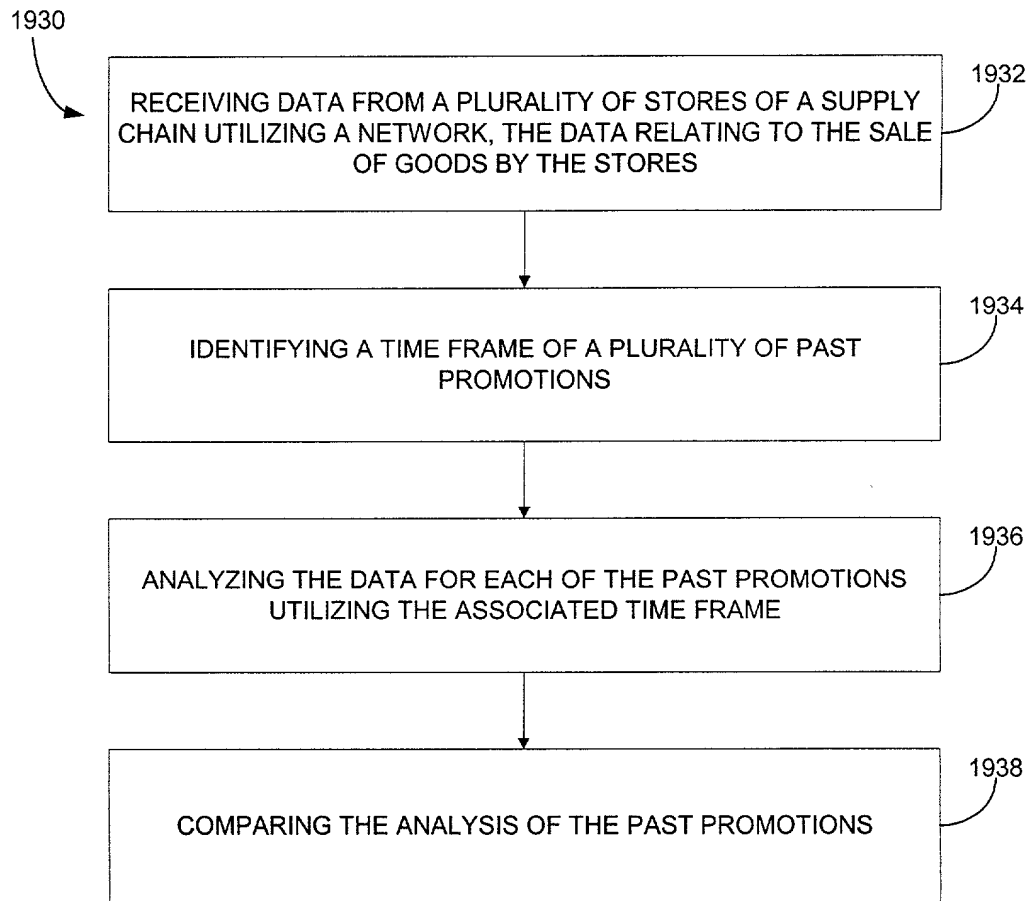 1930
1932
RECEIVING DATA FROM A PLURALITY OF STORES OF A SUPPLY
CHAIN UTILIZING A NETWORK, THE DATA RELATING TO THE SALE
OF GOODS BY THE STORES
1934
IDENTIFYING A TIME FRAME OF A PLURALITY OF PAST
PROMOTIONS
1936
ANALYZING THE DATA FOR EACH OF THE PAST PROMOTIONS
UTILIZING THE ASSOCIATED TIME FRAME
1938
COMPARING THE ANALYSIS OF THE PAST PROMOTIONS